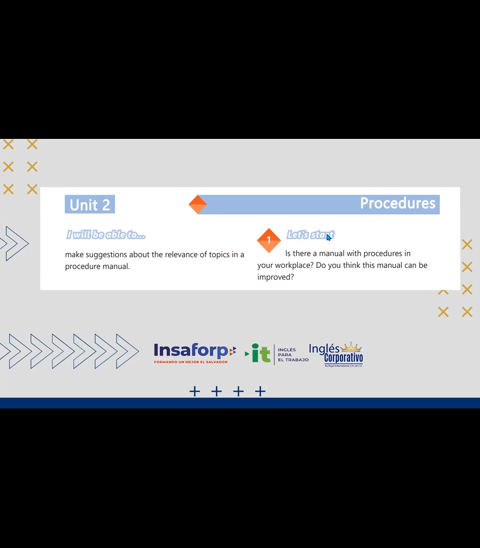 Unit 2
Procedures
I will be able to...
make suggestions about the relevance of topics in a
procedure manual.
1
Let's start
Is there a manual with procedures in
your workplace? Do you think this manual can be
improved?
Insaforp
FORMANDO UN MEJOR EL SALVADOR
it
INGLÉS
PARA
EL TRABAJO
Inglés
Corporativo